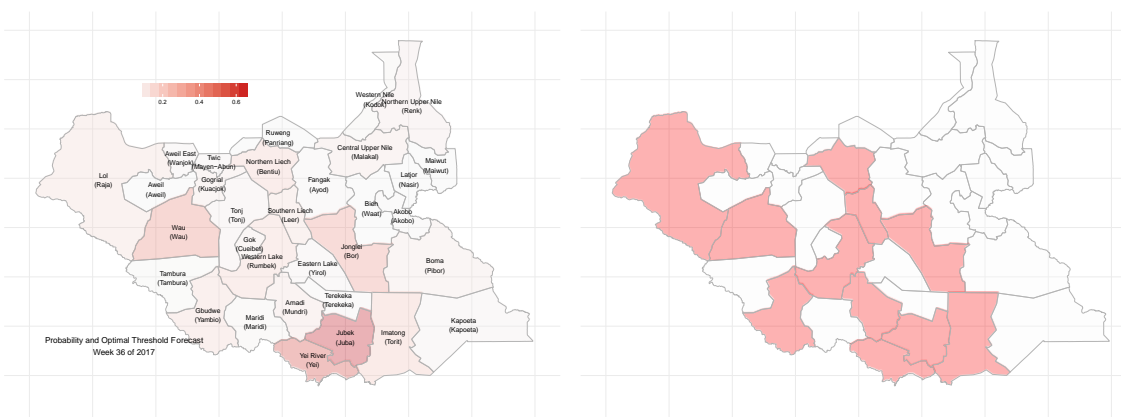 0.2 0.4 0.6
Western Nile
(Kodok)
Northern Upper Nile
(Renk)
Ruweng
(Panriang)
Central Upper Nile
(Malakal)
Aweil East
(Wanjok)
Twic
(Mayen-Abun)
Northern Liech
(Bentiu)
Maiwut
(Maiwut)
Lol
(Raja)
Aweil
(Aweil)
Gogrial
(Kuacjok)
Fangak
(Ayod)
Latjor
(Nasir)
Tonj
(Tonj)
Southern Liech
(Leer)
Bieh
(Waat)
Akobo
(Akobo)
Wau
(Wau)
Gok
(Cueibet)
Western Lake
(Rumbek)
Jonglei
(Bor)
Eastern Lake
(Yirol)
Boma
(Pibor)
Tambura
(Tambura)
Terekeka
(Terekeka)
Amadi
(Mundri)
Gbudwe
(Yambio)
Maridi
(Maridi)
Jubek
(Juba)
Imatong
(Torit)
Kapoeta
(Kapoeta)
Yei River
(Yei)
Probability and Optimal Threshold Forecast
Week 36 of 2017